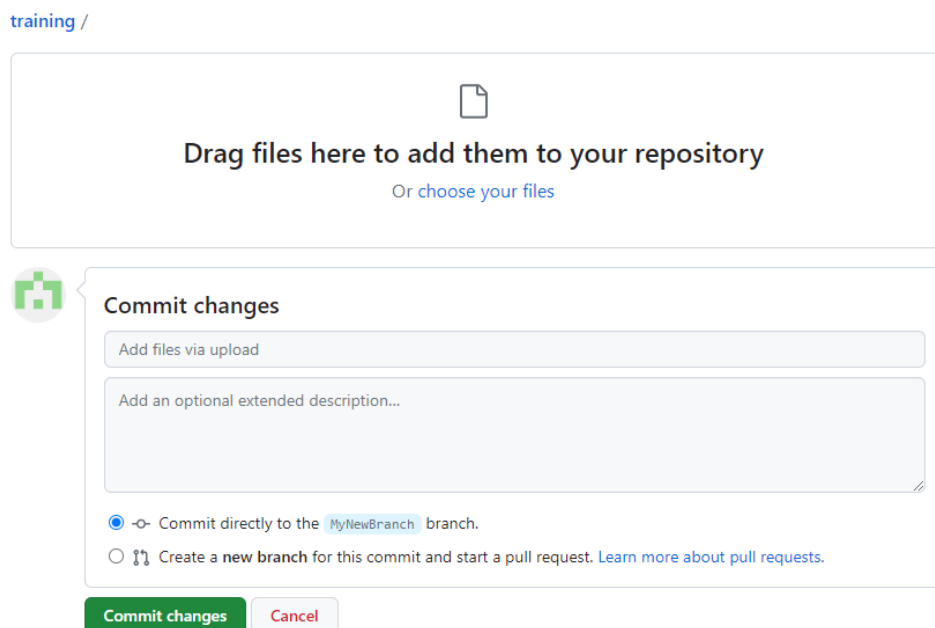 training /
Drag files here to add them to your repository
Or choose your files
Commit changes
Add files via upload
Add an optional extended description...
Commit directly to the MyNewBranch branch.
Create a new branch for this commit and start a pull request. Learn more about pull requests.
Commit changes Cancel